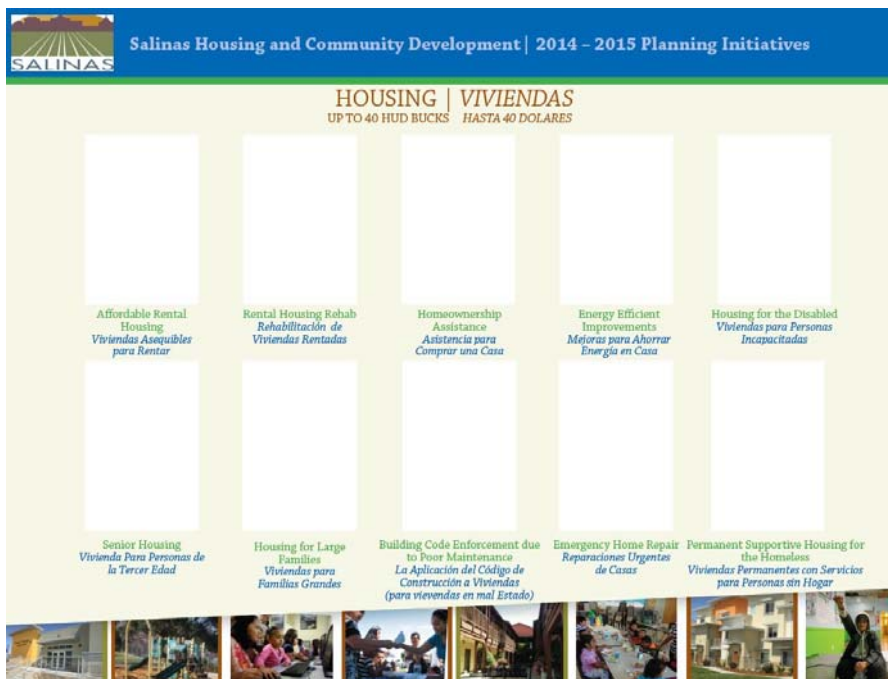 SALINAS
Salinas Housing and Community Development | 2014 – 2015 Planning Initiatives
HOUSING | VIVIENDAS
UP TO 40 HUD BUCKS HASTA 40 DOLARES
Affordable Rental
Housing
Viviendas Asequibles
para Rentar
Rental Housing Rehab
Rehabilitación de
Viviendas Rentadas
Homeownership
Assistance
Asistencia para
Comprar una Casa
Energy Efficient
Improvements
Mejoras para Ahorrar
Energía en Casa
Housing for the Disabled
Viviendas para Personas
Incapacitadas
Senior Housing
Vivienda Para Personas de
la Tercer Edad
Housing for Large
Families
Viviendas para
Familias Grandes
Building Code Enforcement due
to Poor Maintenance
La Aplicación del Código de
Construcción a Viviendas
(para vievendas en mal Estado)
Emergency Home Repair
Reparaciones Urgentes
de Casas
Permanent Supportive Housing for
the Homeless
Viviendas Permanentes con Servicios
para Personas sin Hogar